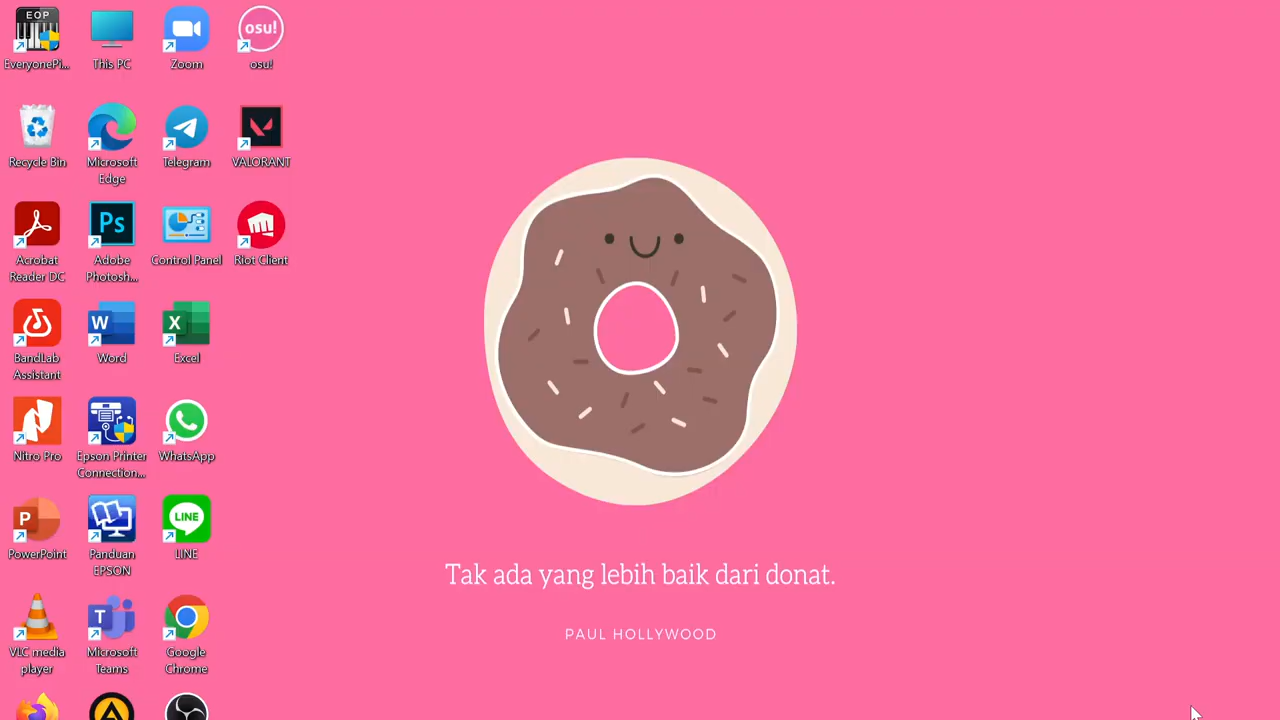 EOP
EveryonePi...
This PC
Zoom
osu!
osu!
Recycle Bin
Microsoft
Edge
Telegram
VALORANT
Acrobat
Reader DC
Ps
Adobe
Photosh...
Control Panel
Riot Client
BandLab
Assistant
W
Word
X
Excel
Nitro Pro
Epson Printer
Connection...
WhatsApp
P
PowerPoint
Panduan
EPSON
LINE
LINE
VLC media
player
T
Microsoft
Teams
Google
Chrome
Tak ada yang lebih baik dari donat.
PAUL HOLLYWOOD